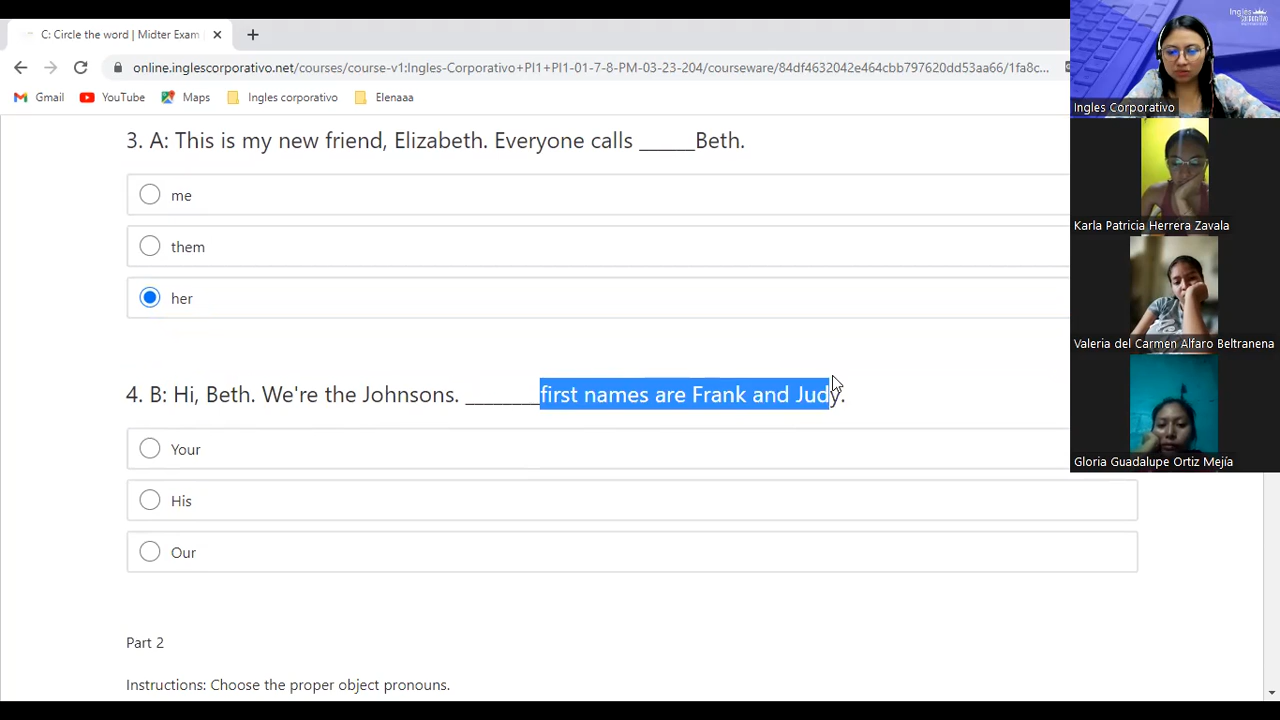 C: Circle the word | Midter Exam
online.inglescorporativo.net/courses/course-v1:Ingles-Corpora
+PI1+PI1-01-7-8-PM-03-23-204/courseware/84df4632042e464cbb797620dd53aa66/1fa8c...
Gmail
YouTube
Maps
Ingles corporativo
Elenaaa
3. A: This is my new friend, Elizabeth. Everyone calls ______Beth.
me
them
her
4. B: Hi, Beth. We're the Johnsons. ________first names are Frank and Judy.
Your
His
Our
Part 2
Instructions: Choose the proper object pronouns.
Ingles
Ingles Corporativo
Karla Patricia Herrera Zavala
Valeria del Carmen Alfaro Beltranena
Gloria Guadalupe Ortiz Mejía